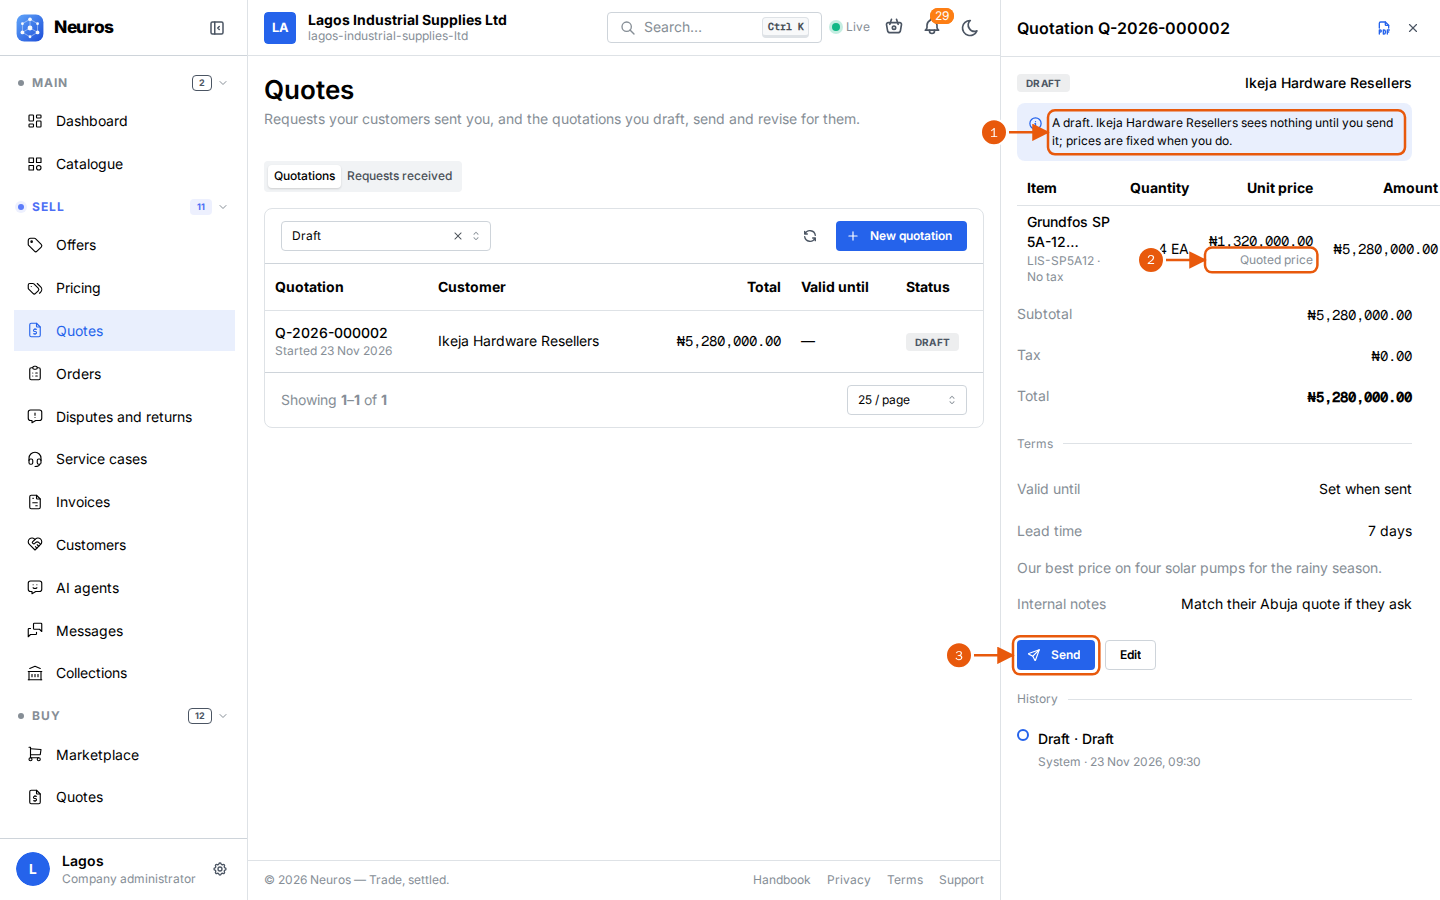 Neuros
MAIN
2
Dashboard
Catalogue
SELL
11
Offers
Pricing
Quotes
Orders
Disputes and returns
Service cases
Invoices
Customers
AI agents
Messages
Collections
BUY
12
Marketplace
Quotes
L
Lagos
Company administrator
LA
Lagos Industrial Supplies Ltd
lagos-industrial-supplies-ltd
Search...
Ctrl K
Live
29
Quotes
Requests your customers sent you, and the quotations you draft, send and revise for them.
Quotations
Requests received
Draft
New quotation
Quotation Customer Total Valid until Status
Q-2026-000002
Started 23 Nov 2026
Ikeja Hardware Resellers
₦5,280,000.00
—
DRAFT
Showing 1–1 of 1
25 / page
© 2026 Neuros — Trade, settled.
Handbook Privacy Terms Support
Quotation Q-2026-000002
PDF
DRAFT
Ikeja Hardware Resellers
1
A draft. Ikeja Hardware Resellers sees nothing until you send
it; prices are fixed when you do.
Item Quantity Unit price Amount
Grundfos SP
5A-12...
LIS-SP5A12 ·
No tax
4 EA
₦1,320,000.00
2
Quoted price
₦5,280,000.00
Subtotal ₦5,280,000.00
Tax ₦0.00
Total ₦5,280,000.00
Terms
Valid until Set when sent
Lead time 7 days
Our best price on four solar pumps for the rainy season.
Internal notes Match their Abuja quote if they ask
3
Send
Edit
History
Draft · Draft
System · 23 Nov 2026, 09:30